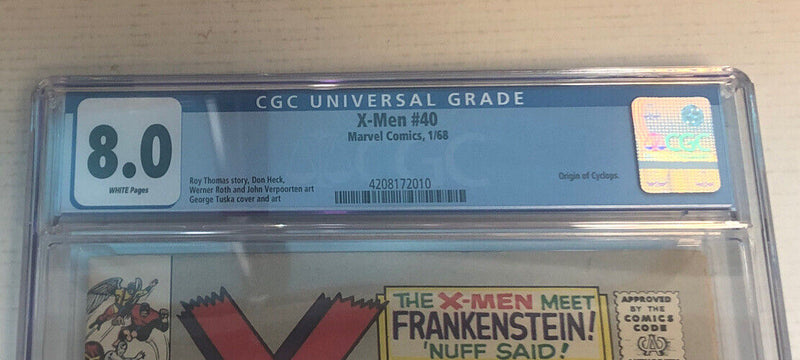 CGC UNIVERSAL GRADE
8.0
WHITE Pages
X-Men #40
Marvel Comics, 1/68
Roy Thomas story, Don Heck,
Werner Roth and John Verpoorten art
George Tuska cover and art
4208172010
Origin of Cyclops.
CGC
X
THE X-MEN MEET
FRANKENSTEIN!
'NUFF SAID!
APPROVED
BY THE
COMICS
CODE